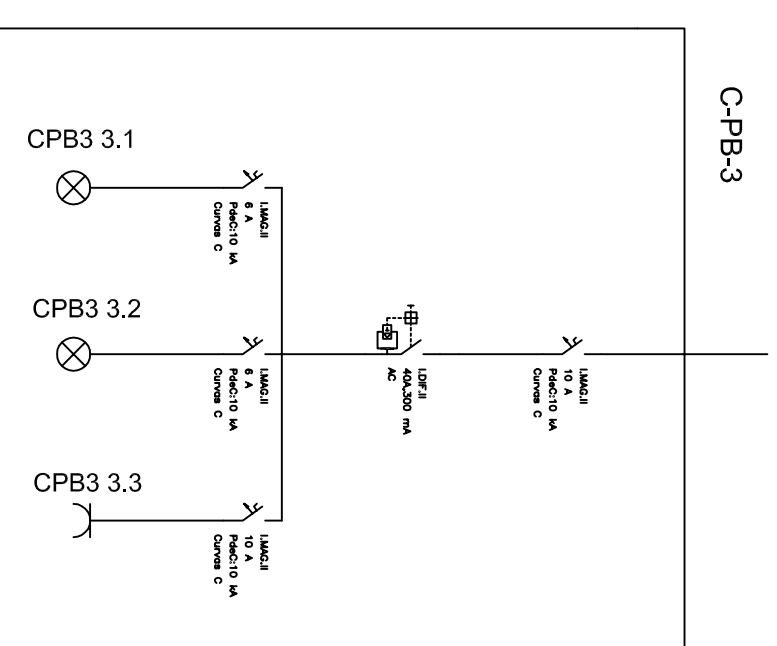 C-PB-3
CPB3 3.1
I.MAG.II
6 A
PdeC:10 kA
Curvas C
CPB3 3.2
I.MAG.II
6 A
PdeC:10 kA
Curvas C
I.DIF.II
40A,300 mA
AC
I.MAG.II
10 A
PdeC:10 kA
Curvas C
CPB3 3.3
I.MAG.II
10 A
PdeC:10 kA
Curvas C